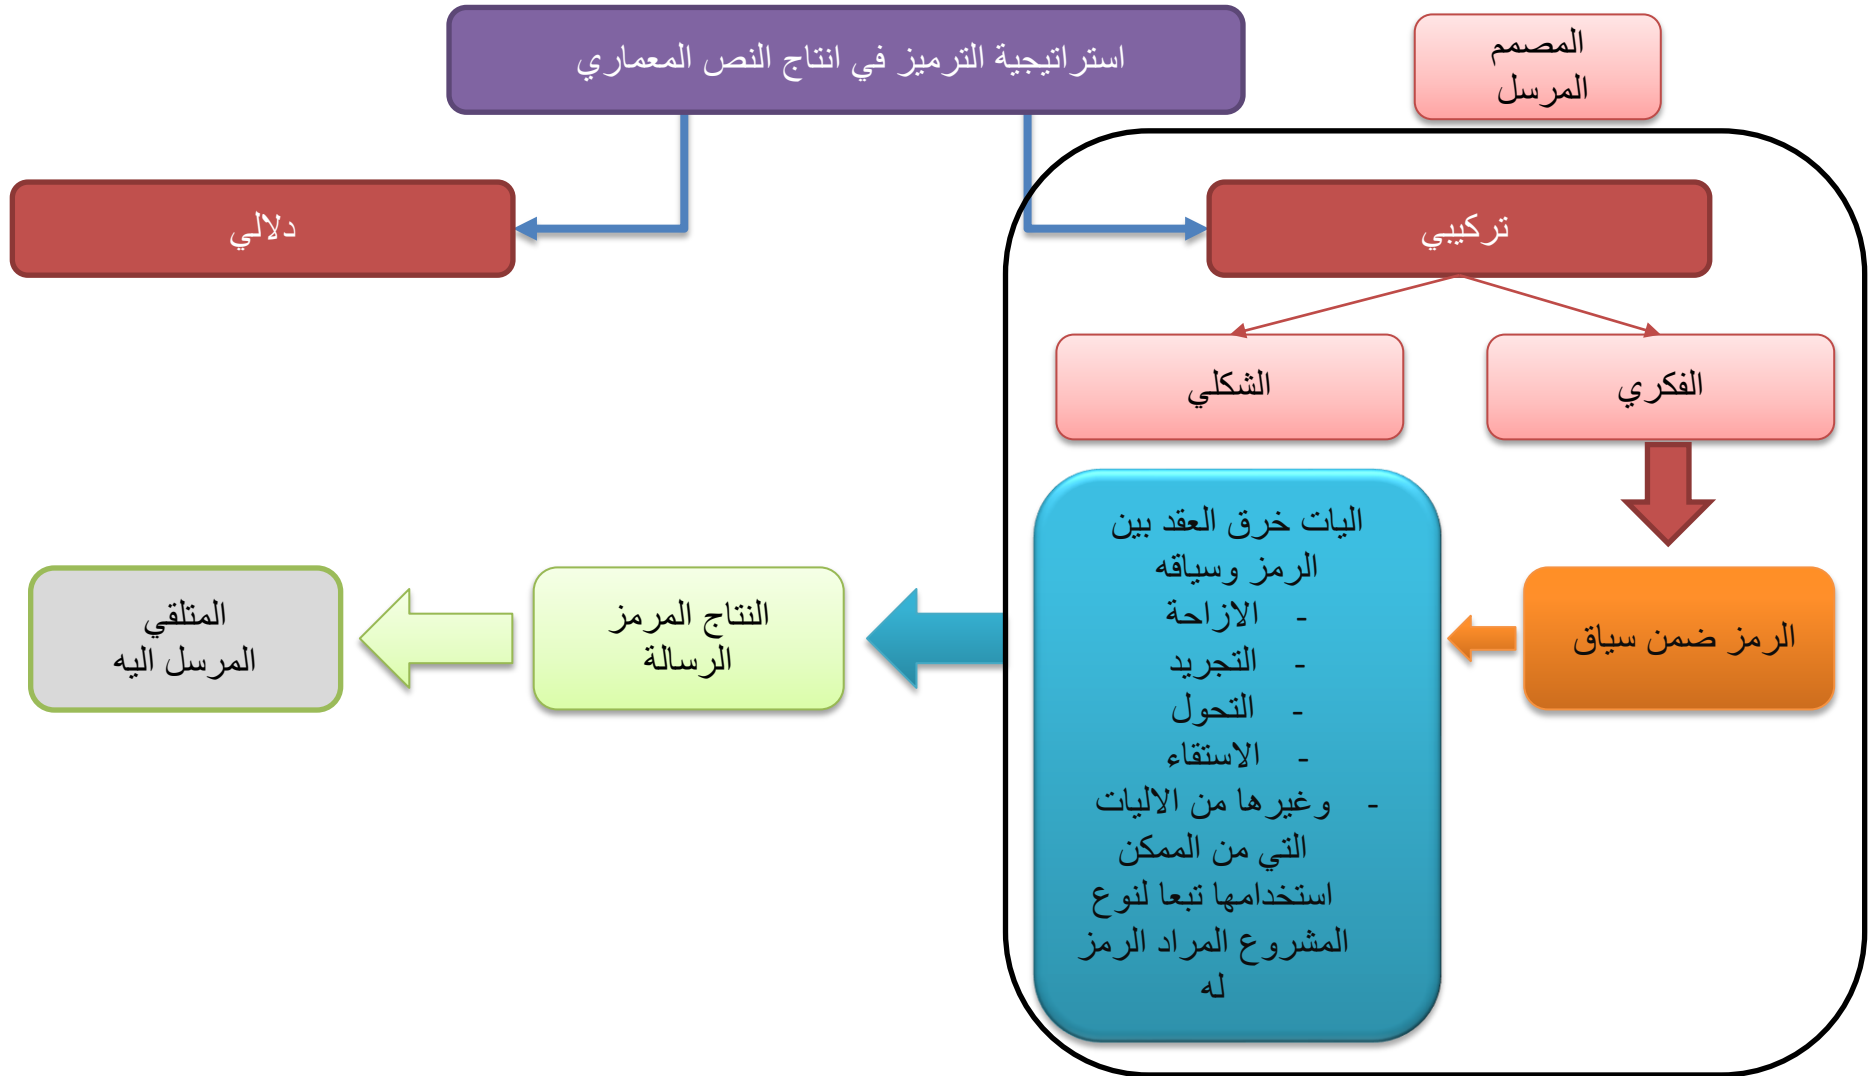 استراتيجية الترميز في انتاج النص المعماري
المصمم
المرسل
تركيبي
دلالي
الفكري
الشكلي
الرمز ضمن سياق
اليات خرق العقد بين
الرمز وسياقه
- الازاحة
- التجريد
- التحول
- الاستقاء
- وغيرها من الاليات
التي من الممكن
استخدامها تبعا لنوع
المشروع المراد الرمز
له
النتاج المرمز
الرسالة
المتلقي
المرسل اليه